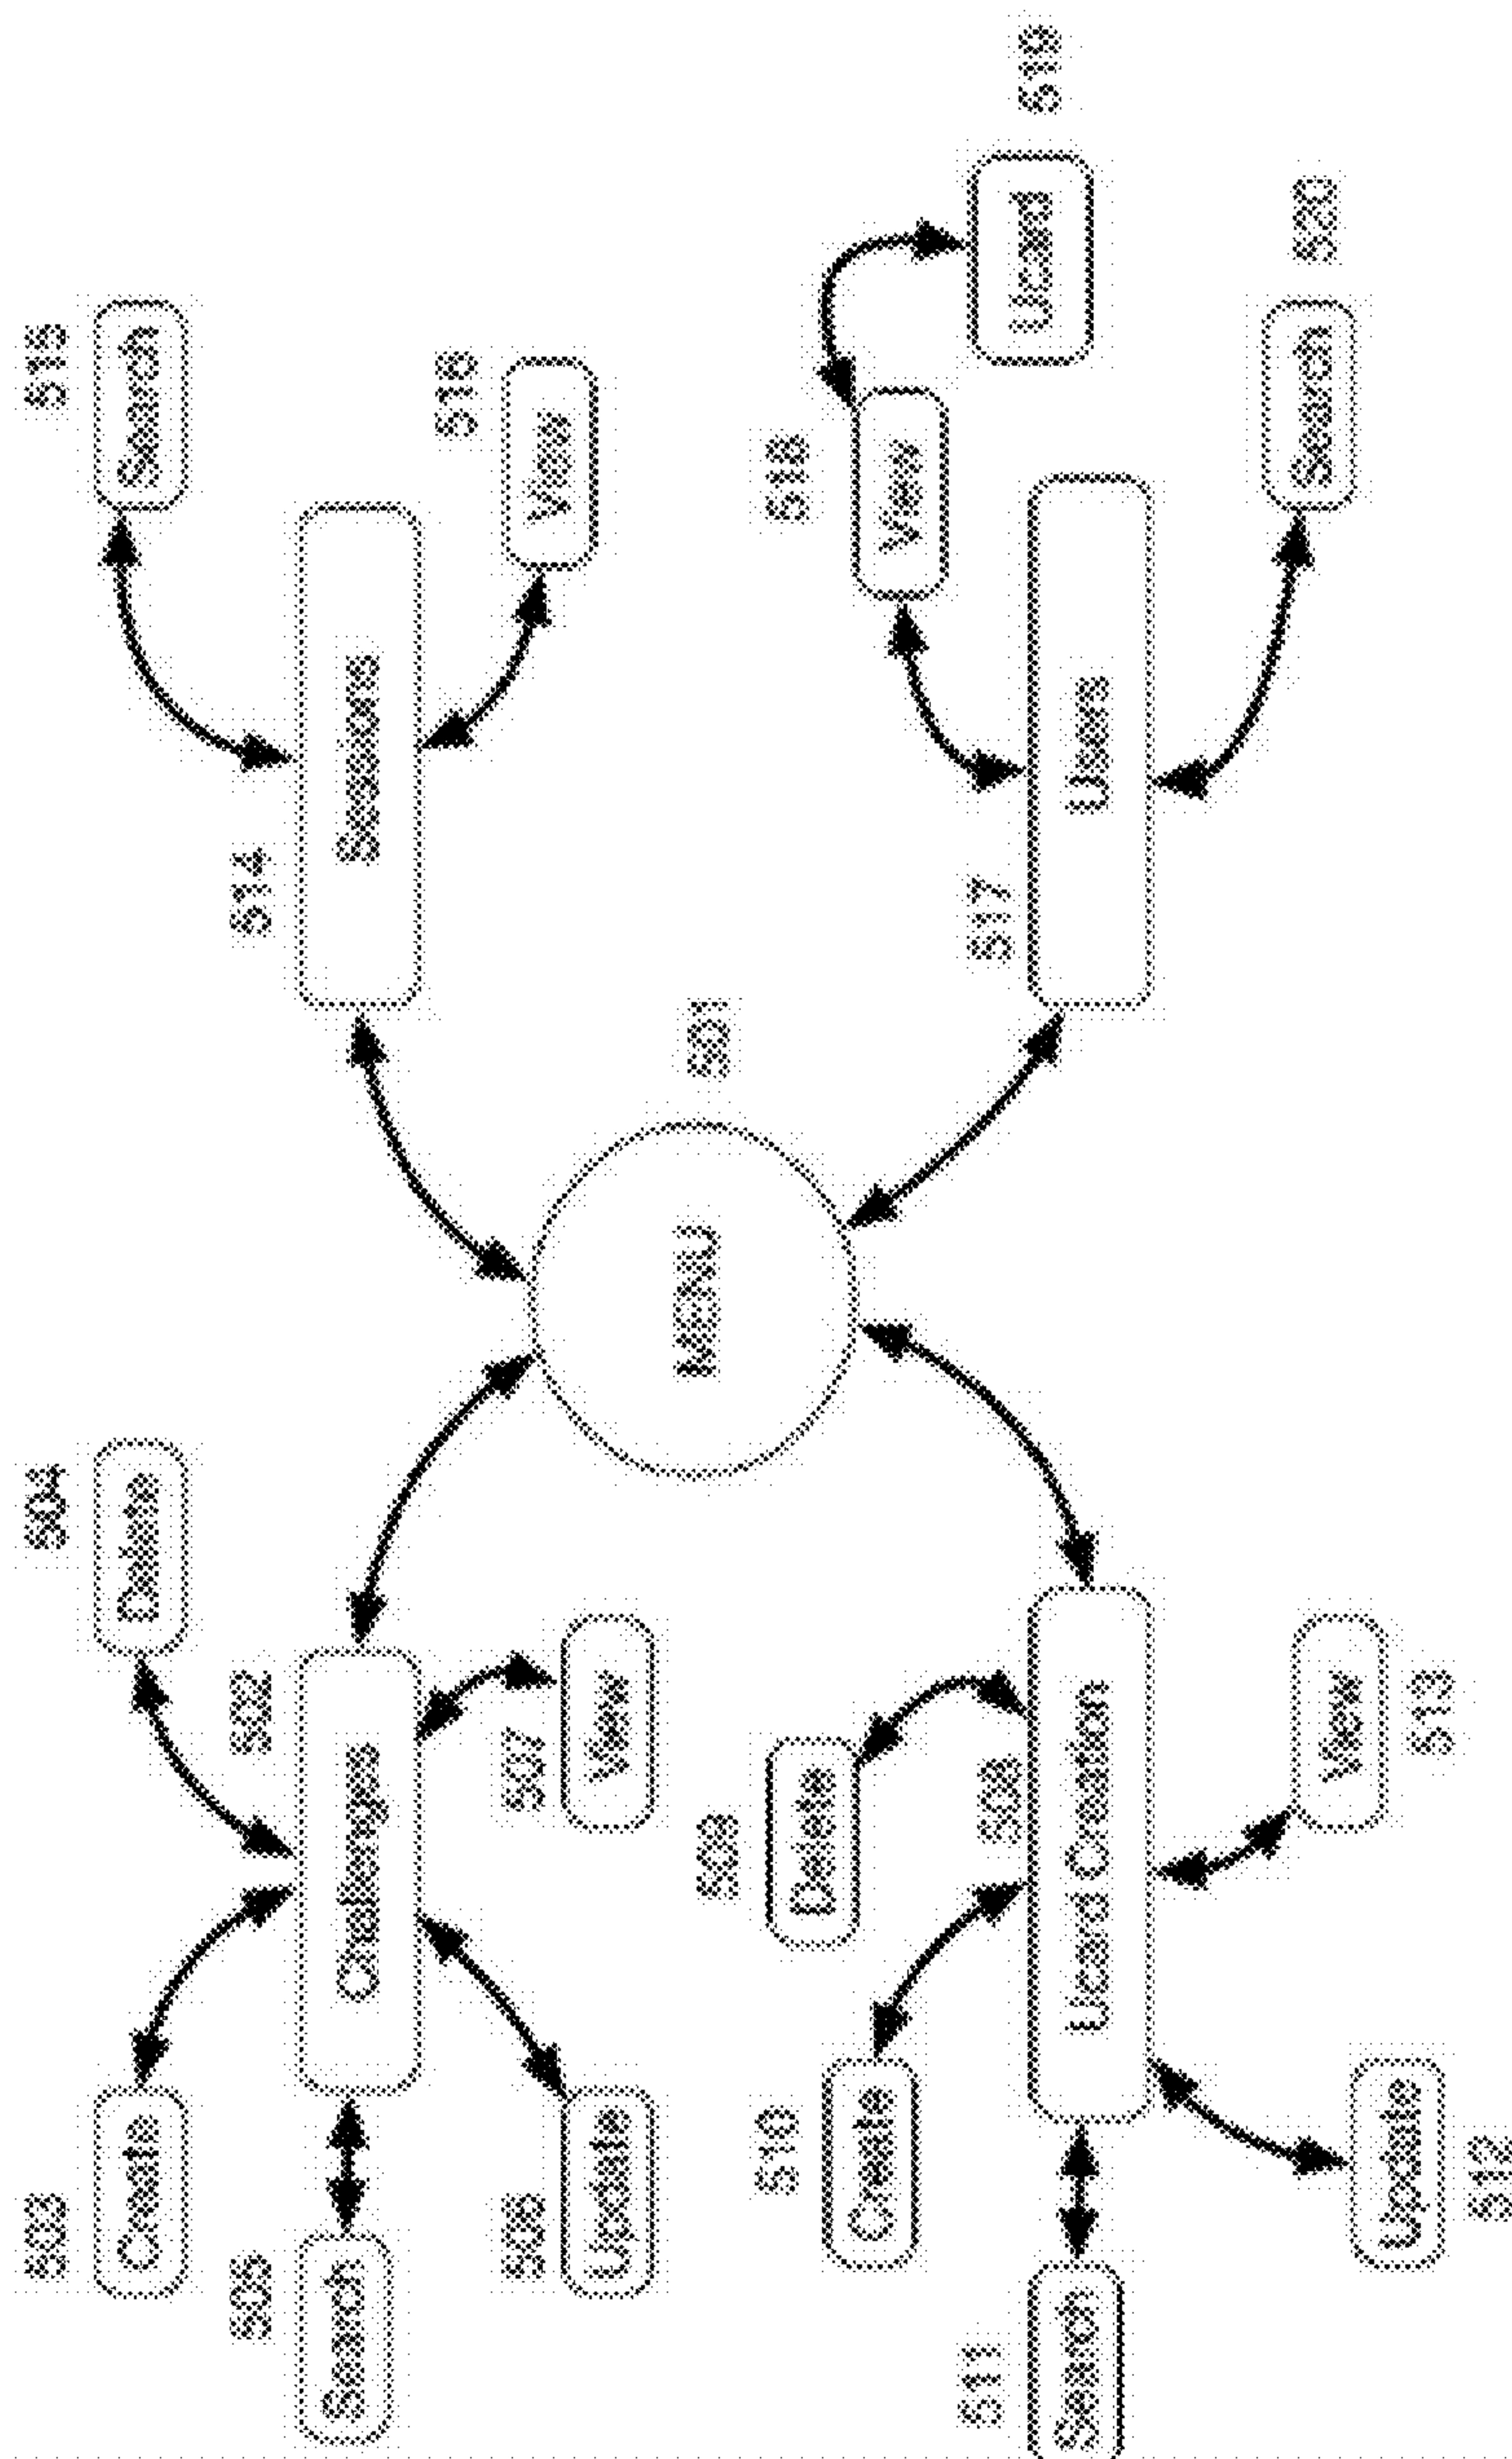 503
Create
504
Delete
515
Search
505
Search
502
Challenges
514
Sessions
516
View
506
Update
507
View
MENU
501
509
Delete
510
Create
518
View
519
Ucard
511
Search
508
Ucard Creation
517
Users
520
Search
View
513
Update
512